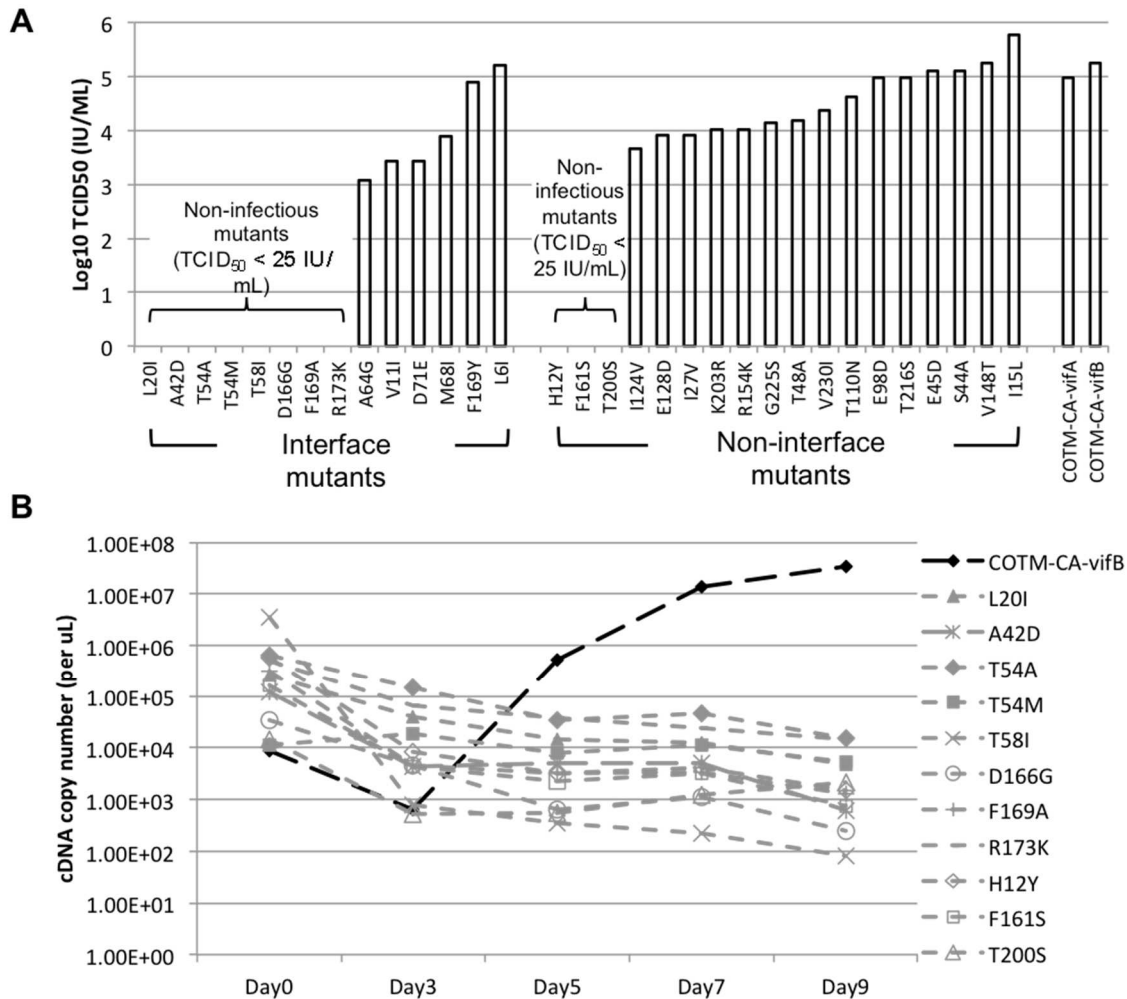 A
Log10 TCID50 (IU/ML)
6
5
4
3
2
1
0
Non-infectious
mutants
(TCID50 < 25 IU/
mL)
Non-
infectious
mutants
(TCID50 <
25 IU/mL)
L20I
A42D
T54A
T54M
T58I
D166G
F169A
R173K
A64G
V11I
D71E
M68I
F169Y
L6I
H12Y
F161S
T200S
I124V
E128D
I27V
K203R
R154K
G225S
T48A
V230I
T110N
E98D
T216S
E45D
S44A
V148T
I15L
COTM-CA-vifA
COTM-CA-vifB
Interface
mutants
Non-interface
mutants
B
cDNA copy number (per uL)
1.00E+08
1.00E+07
1.00E+06
1.00E+05
1.00E+04
1.00E+03
1.00E+02
1.00E+01
1.00E+00
Day0
Day3
Day5
Day7
Day9
COTM-CA-vifB
L20I
A42D
T54A
T54M
T58I
D166G
F169A
R173K
H12Y
F161S
T200S